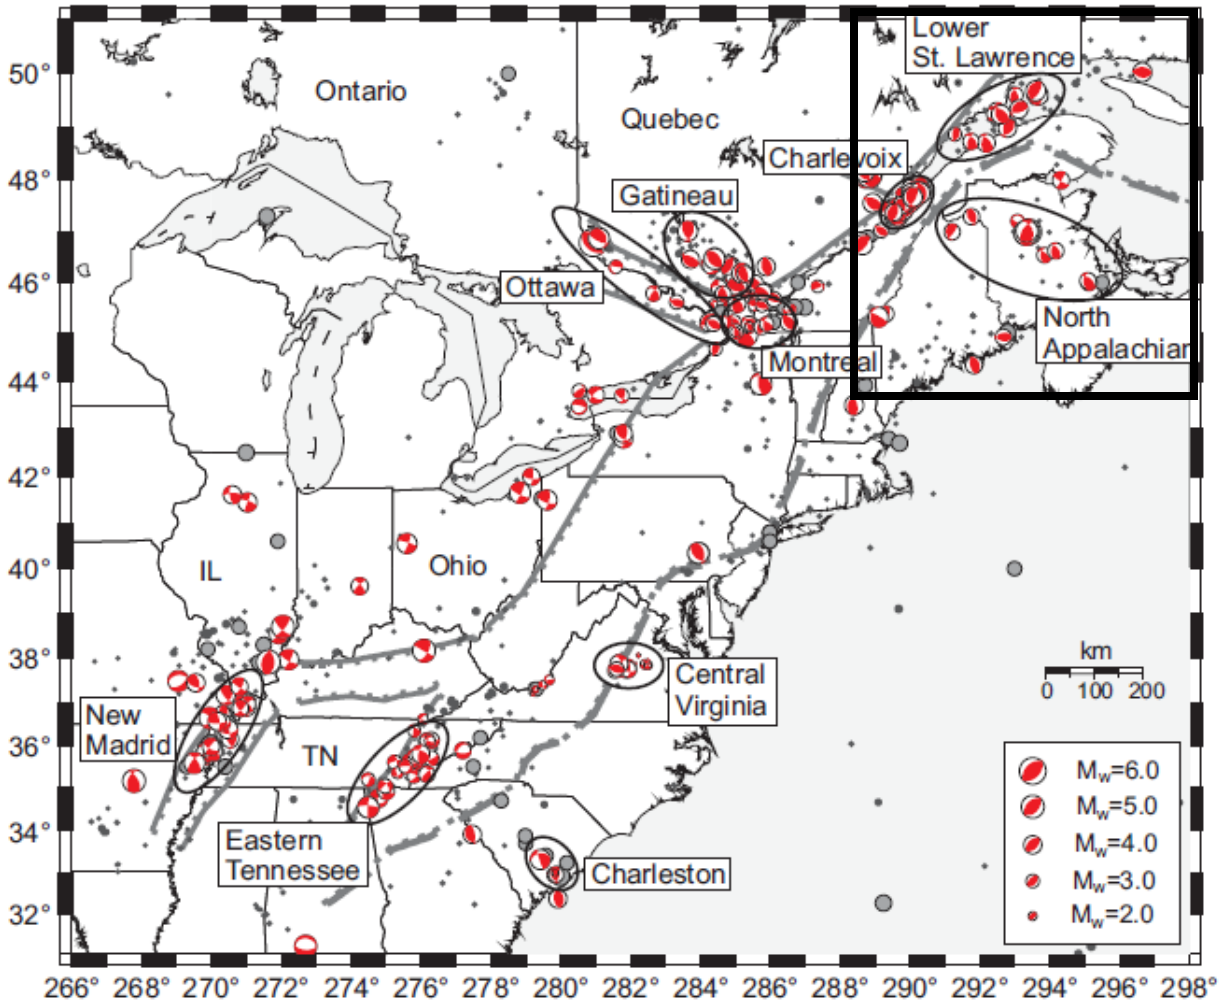 Lower
St. Lawrence
50°
Ontario
Quebec
Charlevoix
48°
Gatineau
46°
Ottawa
North
Appalachian
Montreal
44°
42°
40°
IL
Ohio
38°
km
0 100 200
Central
Virginia
New
Madrid
36°
TN
Mw=6.0
Mw=5.0
Mw=4.0
Mw=3.0
Mw=2.0
34°
Eastern
Tennessee
Charleston
32°
266° 268° 270° 272° 274° 276° 278° 280° 282° 284° 286° 288° 290° 292° 294° 296° 298°